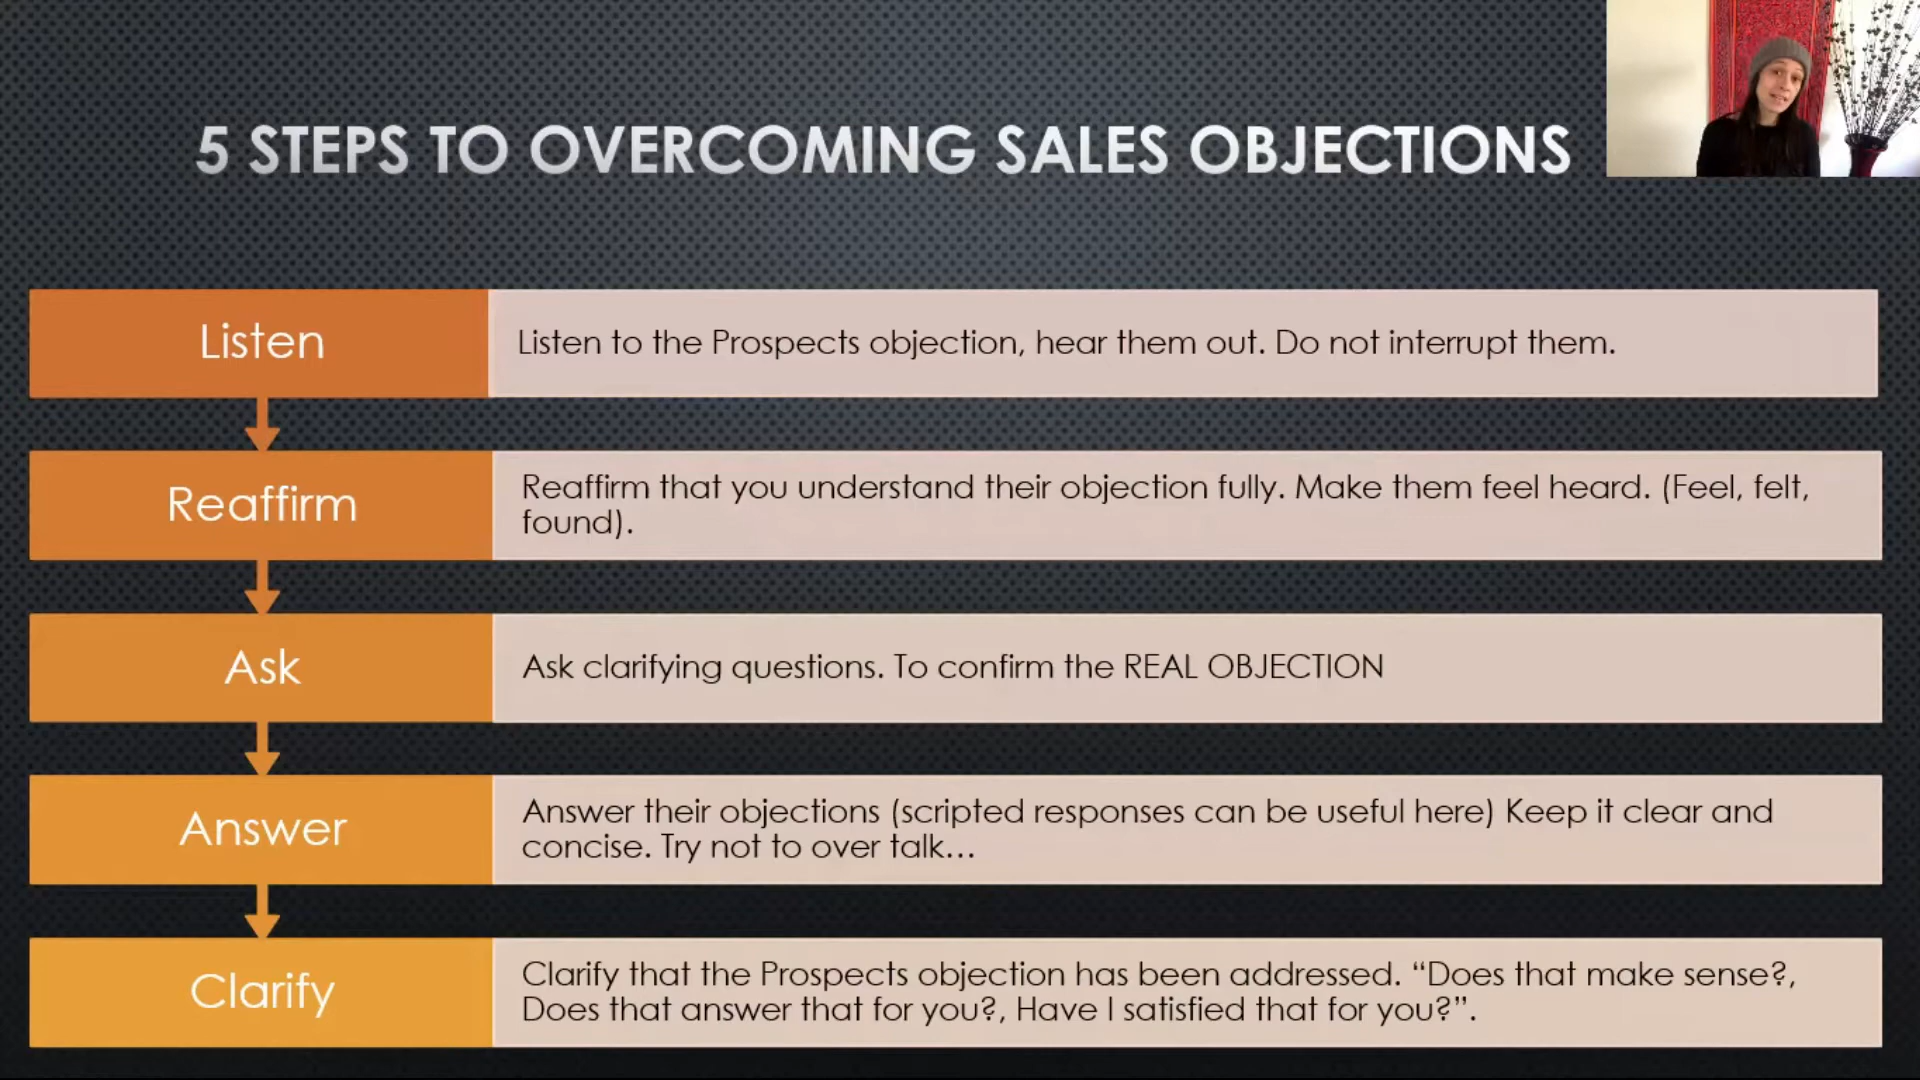 5 STEPS TO OVERCOMING SALES OBJECTIONS
Listen
Listen to the Prospects objection, hear them out. Do not interrupt them.
Reaffirm
Reaffirm that you understand their objection fully. Make them feel heard. (Feel, felt,
found).
Ask
Ask clarifying questions. To confirm the REAL OBJECTION
Answer
Answer their objections (scripted responses can be useful here) Keep it clear and
concise. Try not to over talk…
Clarify
Clarify that the Prospects objection has been addressed. “Does that make sense?,
Does that answer that for you?, Have I satisfied that for you?”.